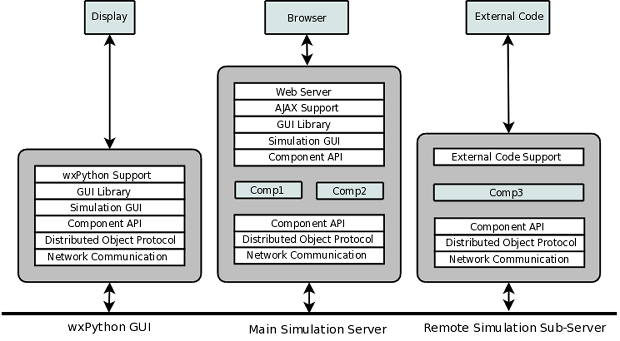 Display
Browser
External Code
wxPython Support
GUI Library
Simulation GUI
Component API
Distributed Object Protocol
Network Communication
Web Server
AJAX Support
GUI Library
Simulation GUI
Component API
Comp1
Comp2
Component API
Distributed Object Protocol
Network Communication
External Code Support
Comp3
Component API
Distributed Object Protocol
Network Communication
wxPython GUI
Main Simulation Server
Remote Simulation Sub-Server